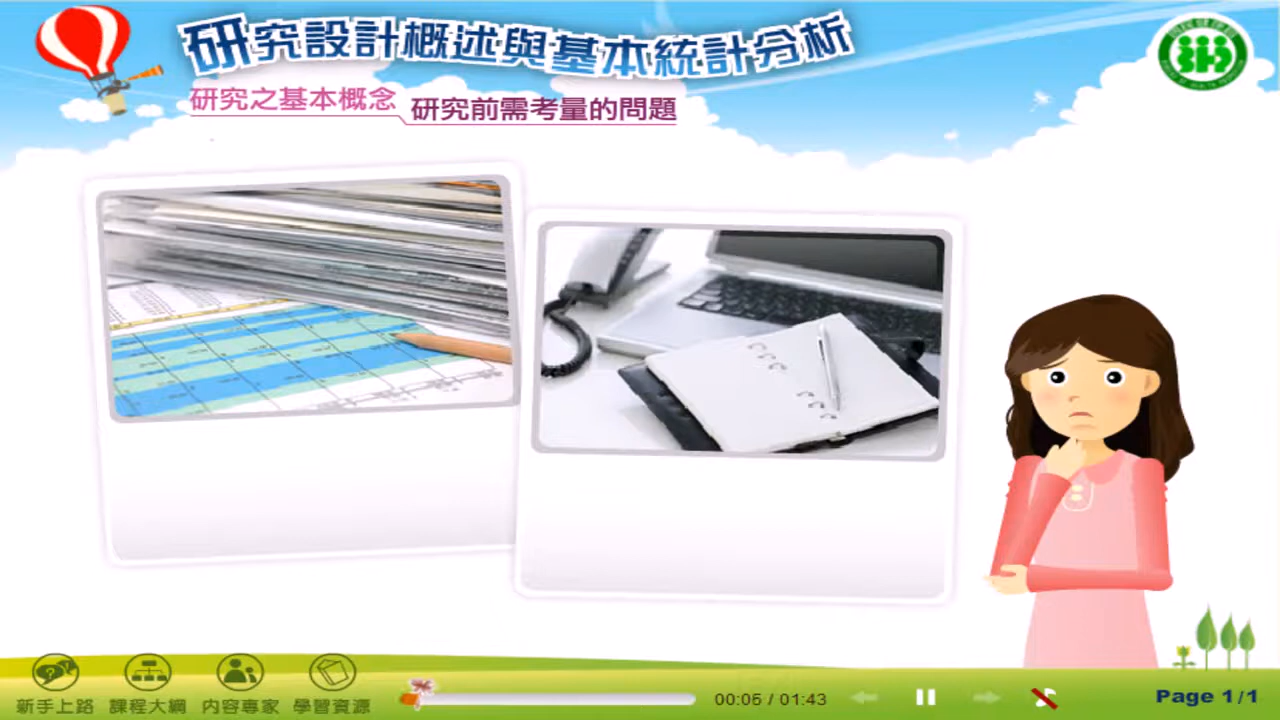 研究設計概述與基本統計分析
研究之基本概念 研究前需考量的問題
新手上路 課程大綱 內容專家 學習資源
00:05 / 01:43
Page 1/1